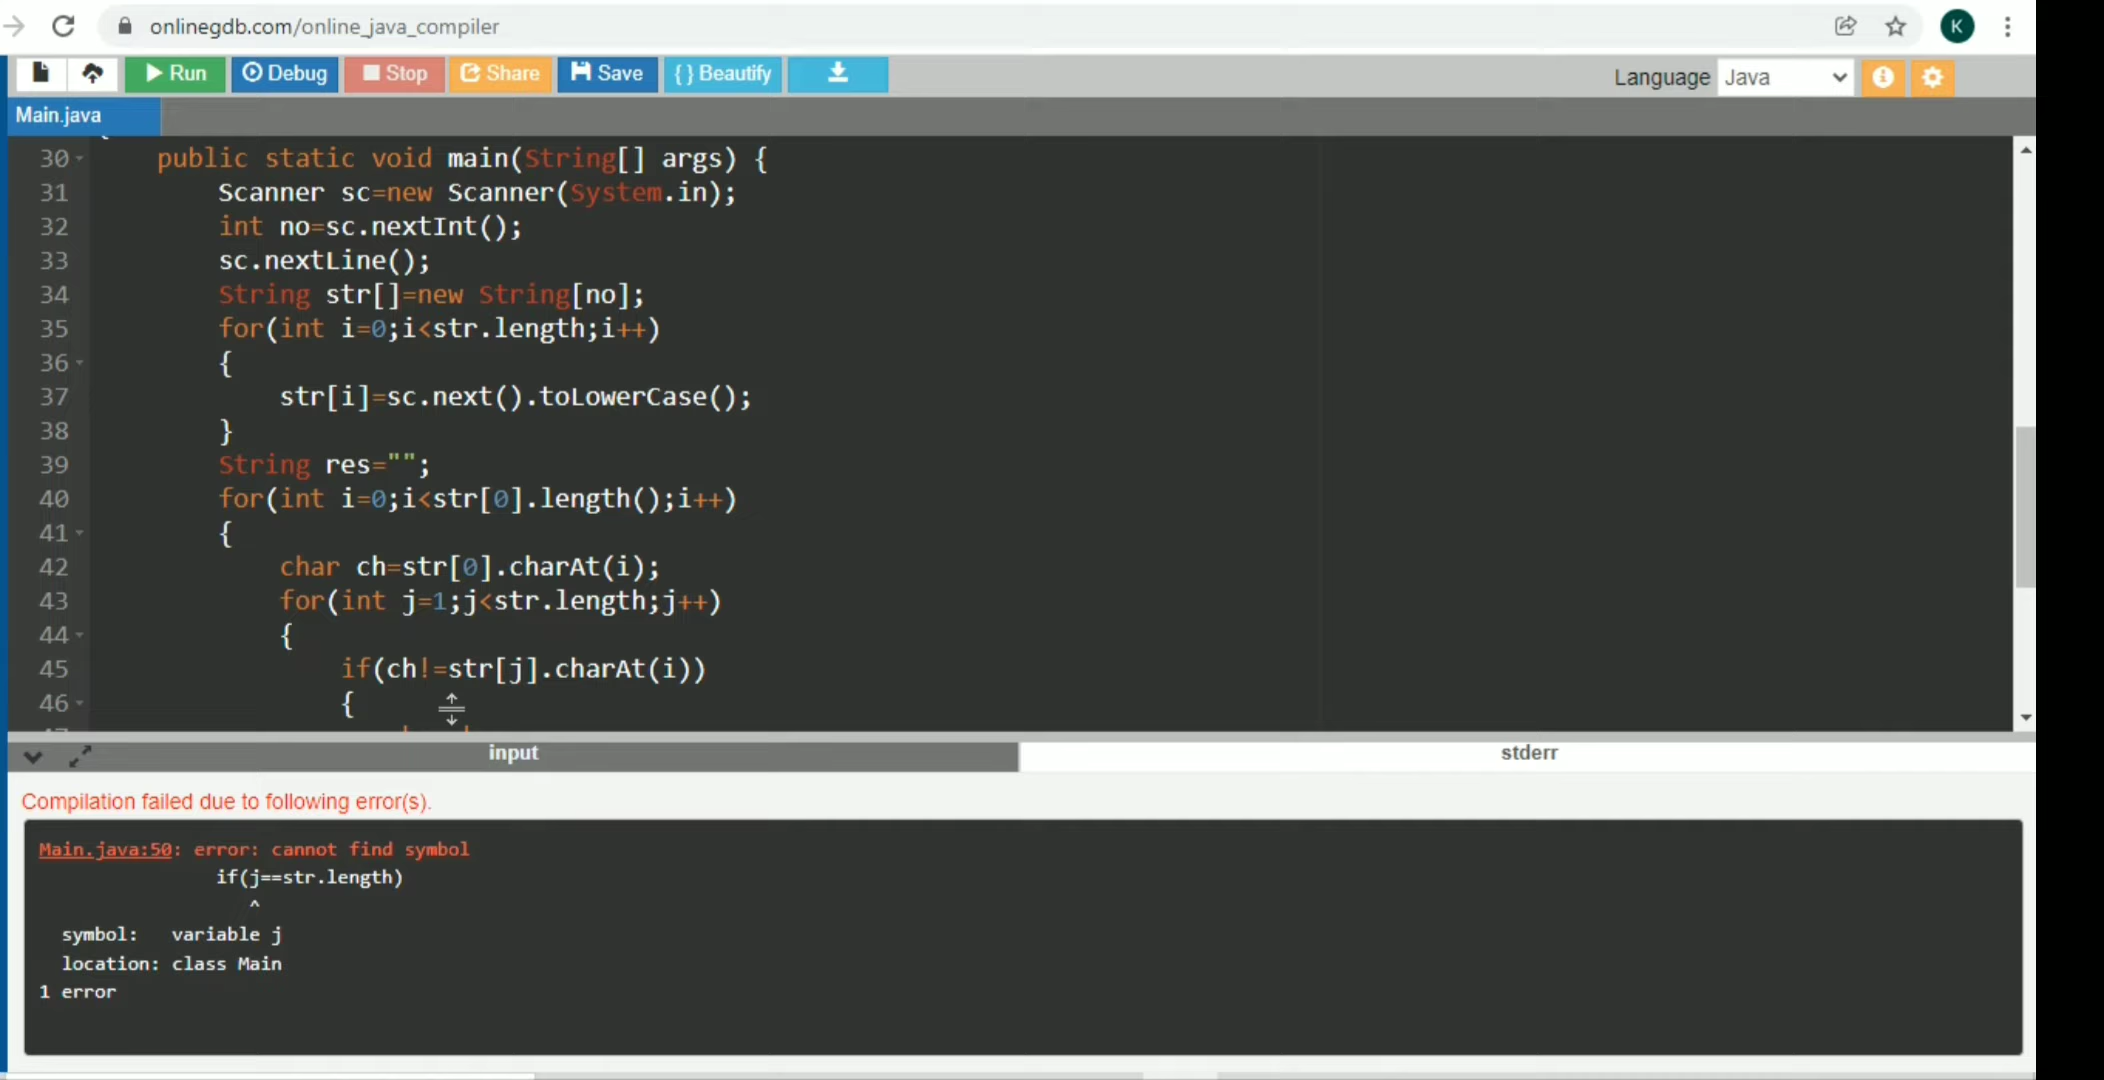 onlinegdb.com/online_java_compiler
K
Run Debug Stop Share Save {} Beautify
Language Java
Main.java
30 public static void main(String[] args) {
31 Scanner sc=new Scanner(System.in);
32 int no=sc.nextInt();
33 sc.nextLine();
34 String str[]=new String[no];
35 for(int i=0;i<str.length;i++)
36 {
37 str[i]=sc.next().toLowerCase();
38 }
39 String res="";
40 for(int i=0;i<str[0].length();i++)
41 {
42 char ch=str[0].charAt(i);
43 for(int j=1;j<str.length;j++)
44 {
45 if(ch!=str[j].charAt(i))
46 {
input stderr
Compilation failed due to following error(s).
Main.java:50: error: cannot find symbol
if(j==str.length)
^
symbol: variable j
location: class Main
1 error